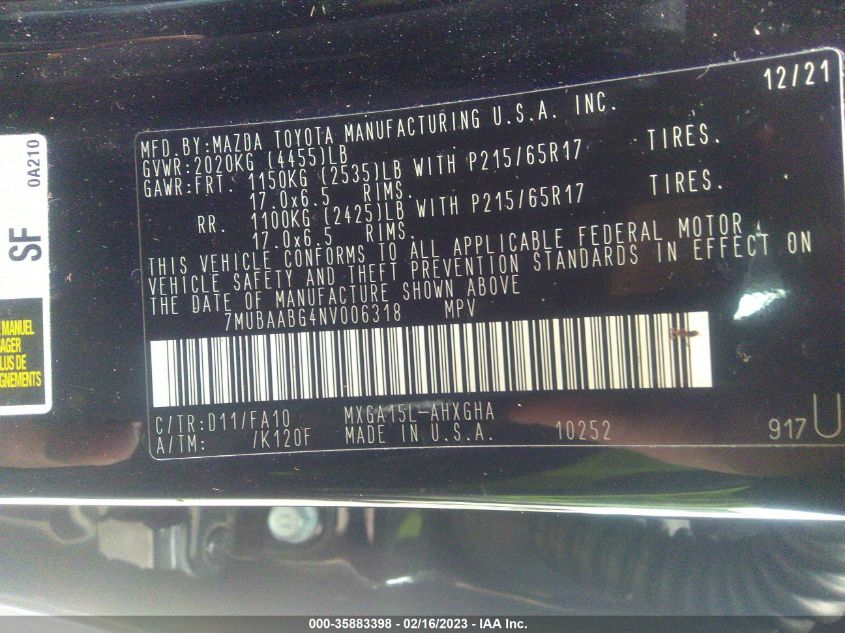 12/21
MFD.BY:MAZDA TOYOTA MANUFACTURING U.S.A. INC.
GVWR:2020KG (4455)LB
GAWR:FRT. 1150KG (2535)LB WITH P215/65R17 TIRES.
17.0x6.5 RIMS.
RR. 1100KG (2425)LB WITH P215/65R17 TIRES.
17.0x6.5 RIMS.
THIS VEHICLE CONFORMS TO ALL APPLICABLE FEDERAL MOTOR
VEHICLE SAFETY AND THEFT PREVENTION STANDARDS IN EFFECT ON
THE DATE OF MANUFACTURE SHOWN ABOVE
7MUBAABG4NV006318 MPV
C/TR:D11/FA10 MXGA15L-AHXGHA
A/TM: /K120F MADE IN U.S.A. 10252 917U
SF 0A210
MANUEL
AGER
LUS DE
GNEMENTS
000-35883398 - 02/16/2023 - IAA Inc.